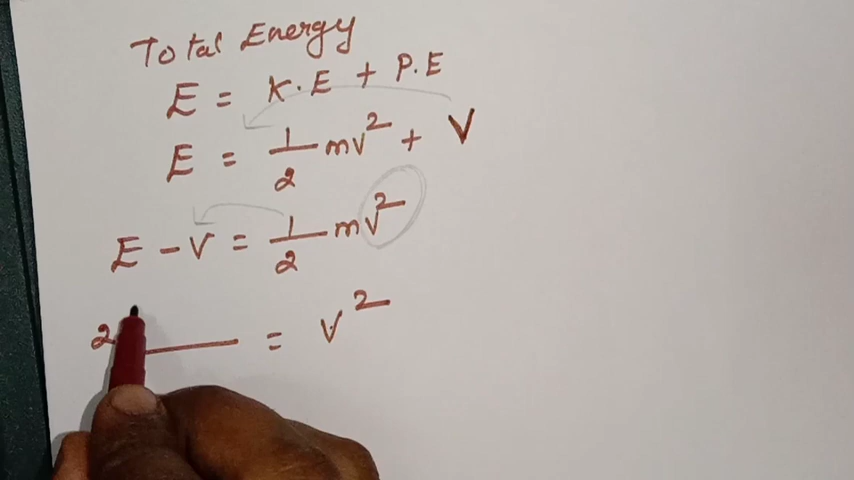 Total Energy
E = K.E + P.E
E = 1/2 mv² + V
E - V = 1/2 mv²
2 = v²